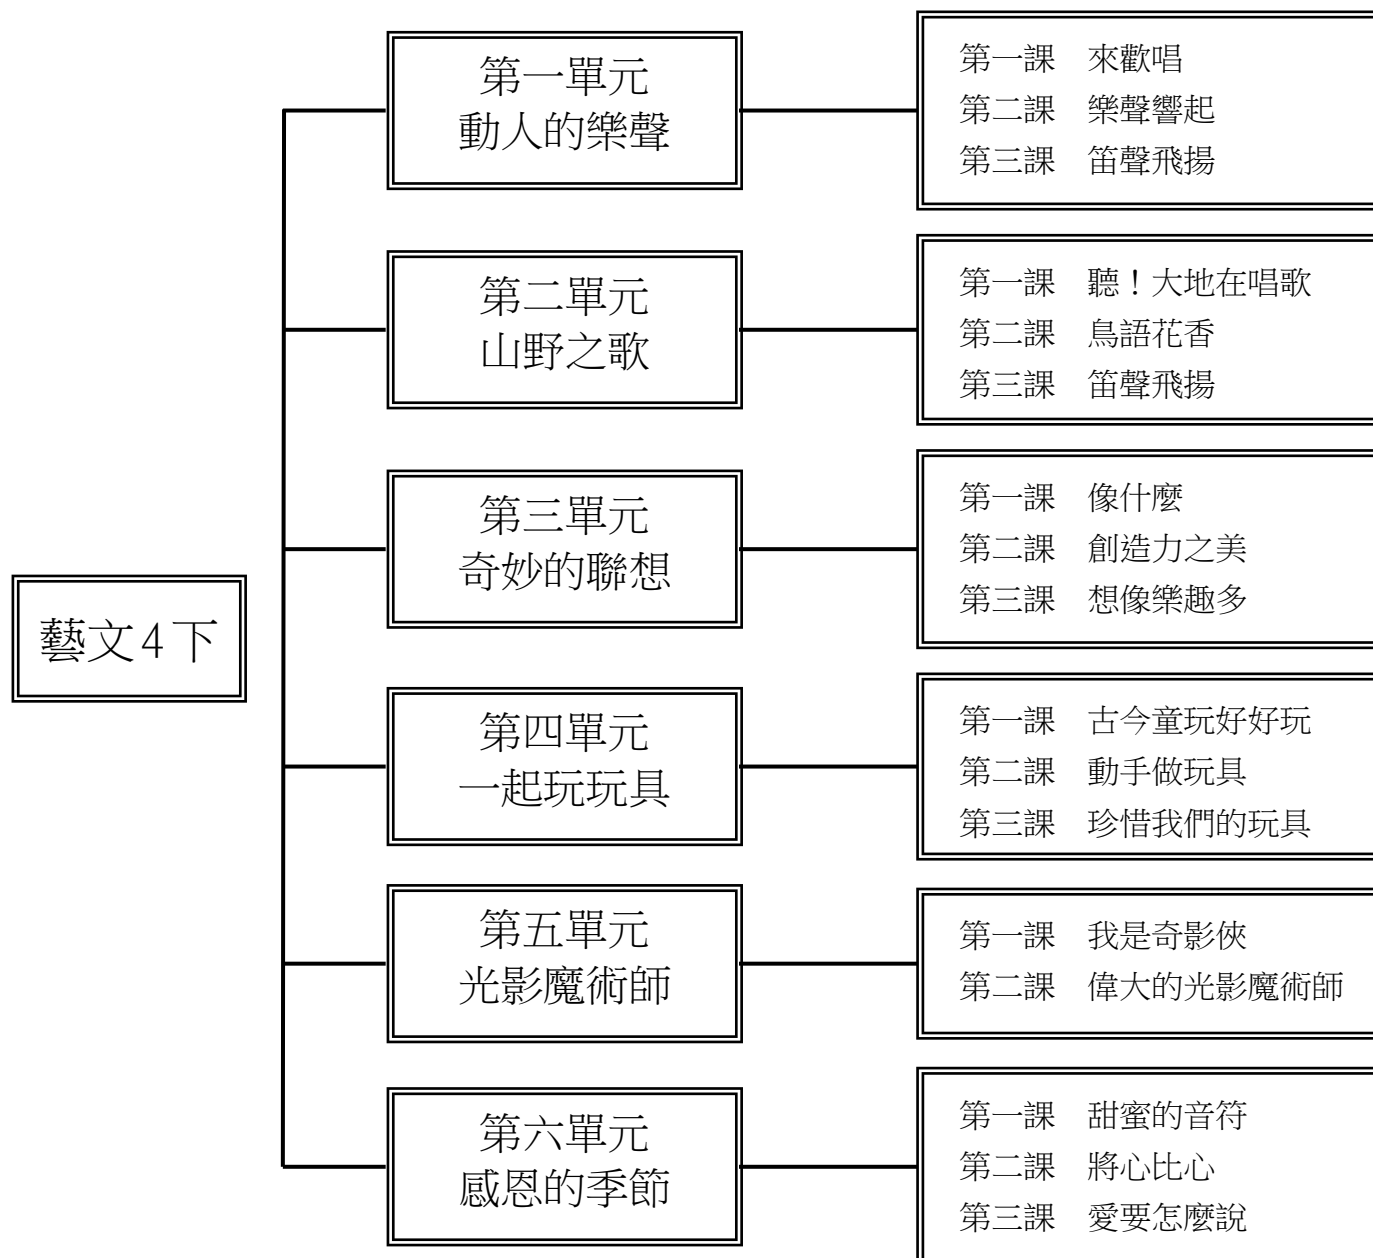 藝文4下
第一單元
動人的樂聲
第一課　來歡唱
第二課　樂聲響起
第三課　笛聲飛揚
第二單元
山野之歌
第一課　聽！大地在唱歌
第二課　鳥語花香
第三課　笛聲飛揚
第三單元
奇妙的聯想
第一課　像什麼
第二課　創造力之美
第三課　想像樂趣多
第四單元
一起玩玩具
第一課　古今童玩好好玩
第二課　動手做玩具
第三課　珍惜我們的玩具
第五單元
光影魔術師
第一課　我是奇影俠
第二課　偉大的光影魔術師
第六單元
感恩的季節
第一課　甜蜜的音符
第二課　將心比心
第三課　愛要怎麼說